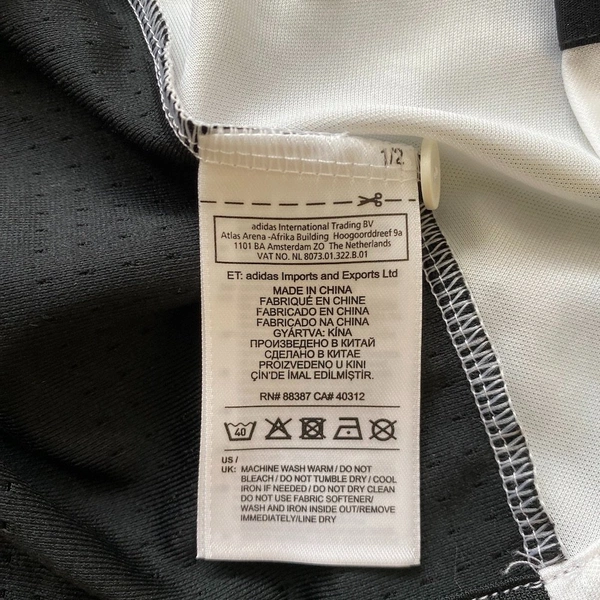 1/2
adidas International Trading BV
Atlas Arena -Afrika Building Hoogoorddreef 9a
1101 BA Amsterdam ZO The Netherlands
VAT NO. NL 8073.01.322.B.01
ET: adidas Imports and Exports Ltd
MADE IN CHINA
FABRIQUÉ EN CHINE
FABRICADO EN CHINA
FABRICADO NA CHINA
GYÁRTVA: KÍNA
ПРОИЗВЕДЕНО В КИТАЙ
СДЕЛАНО В КИТАЕ
PROIZVEDENO U KINI
ÇİN'DE İMAL EDİLMİŞTİR.
RN# 88387 CA# 40312
40
US /
UK: MACHINE WASH WARM / DO NOT
BLEACH / DO NOT TUMBLE DRY / COOL
IRON IF NEEDED / DO NOT DRY CLEAN
DO NOT USE FABRIC SOFTENER/
WASH AND IRON INSIDE OUT/REMOVE
IMMEDIATELY/LINE DRY